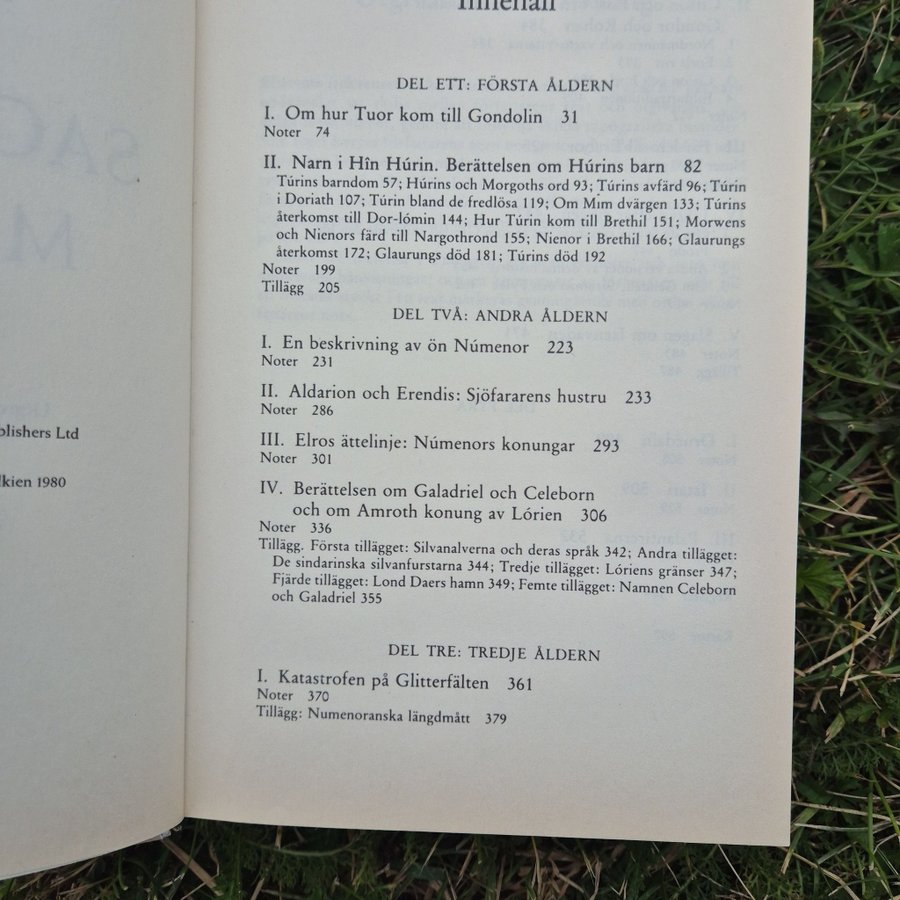 Innehåll
DEL ETT: FÖRSTA ÅLDERN
I. Om hur Tuor kom till Gondolin 31
Noter 74
II. Narn i Hîn Húrin. Berättelsen om Húrins barn 82
Túrins barndom 57; Húrins och Morgoths ord 93; Túrins avfärd 96; Túrin
i Doriath 107; Túrin bland de fredlösa 119; Om Mim dvärgen 133; Túrins
återkomst till Dor-lómin 144; Hur Túrin kom till Brethil 151; Morwens
och Nienors färd till Nargothrond 155; Nienor i Brethil 166; Glaurungs
återkomst 172; Glaurungs död 181; Túrins död 192
Noter 199
Tillägg 205
DEL TVÅ: ANDRA ÅLDERN
I. En beskrivning av ön Númenor 223
Noter 231
II. Aldarion och Erendis: Sjöfararens hustru 233
Noter 286
III. Elros ättelinje: Númenors konungar 293
Noter 301
IV. Berättelsen om Galadriel och Celeborn
och om Amroth konung av Lórien 306
Noter 336
Tillägg. Första tillägget: Silvanalverna och deras språk 342; Andra tillägget:
De sindarinska silvanfurstarna 344; Tredje tillägget: Lóriens gränser 347;
Fjärde tillägget: Lond Daers hamn 349; Femte tillägget: Namnen Celeborn
och Galadriel 355
DEL TRE: TREDJE ÅLDERN
I. Katastrofen på Glitterfälten 361
Noter 370
Tillägg: Numenoranska längdmått 379
blishers Ltd
lkien 1980